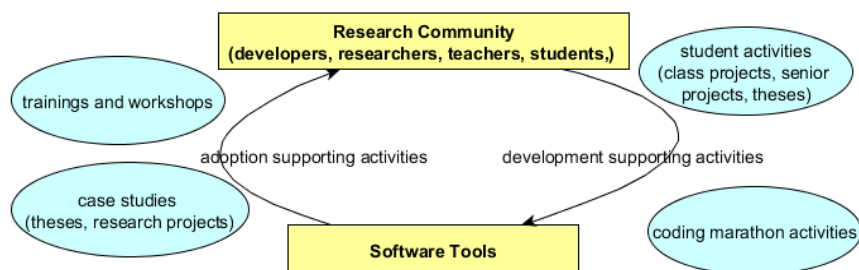 Research Community
(developers, researchers, teachers, students,)
student activities
(class projects, senior
projects, theses)
trainings and workshops
adoption supporting activities
development supporting activities
case studies
(theses, research projects)
coding marathon activities
Software Tools